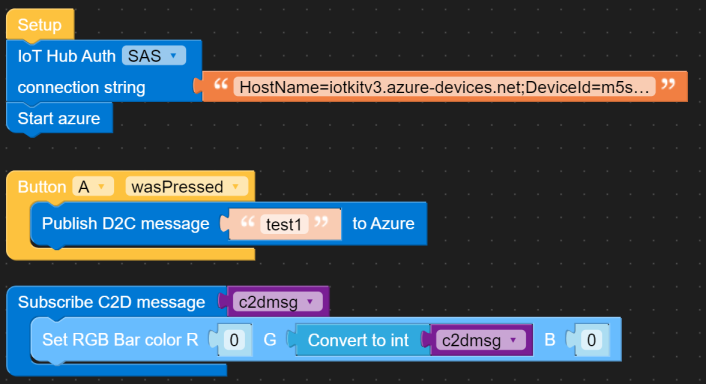 Setup
IoT Hub Auth SAS
connection string “ HostName=iotkitv3.azure-devices.net;DeviceId=m5s... ”
Start azure
Button A wasPressed
Publish D2C message “ test1 ” to Azure
Subscribe C2D message c2dmsg
Set RGB Bar color R 0 G Convert to int c2dmsg B 0